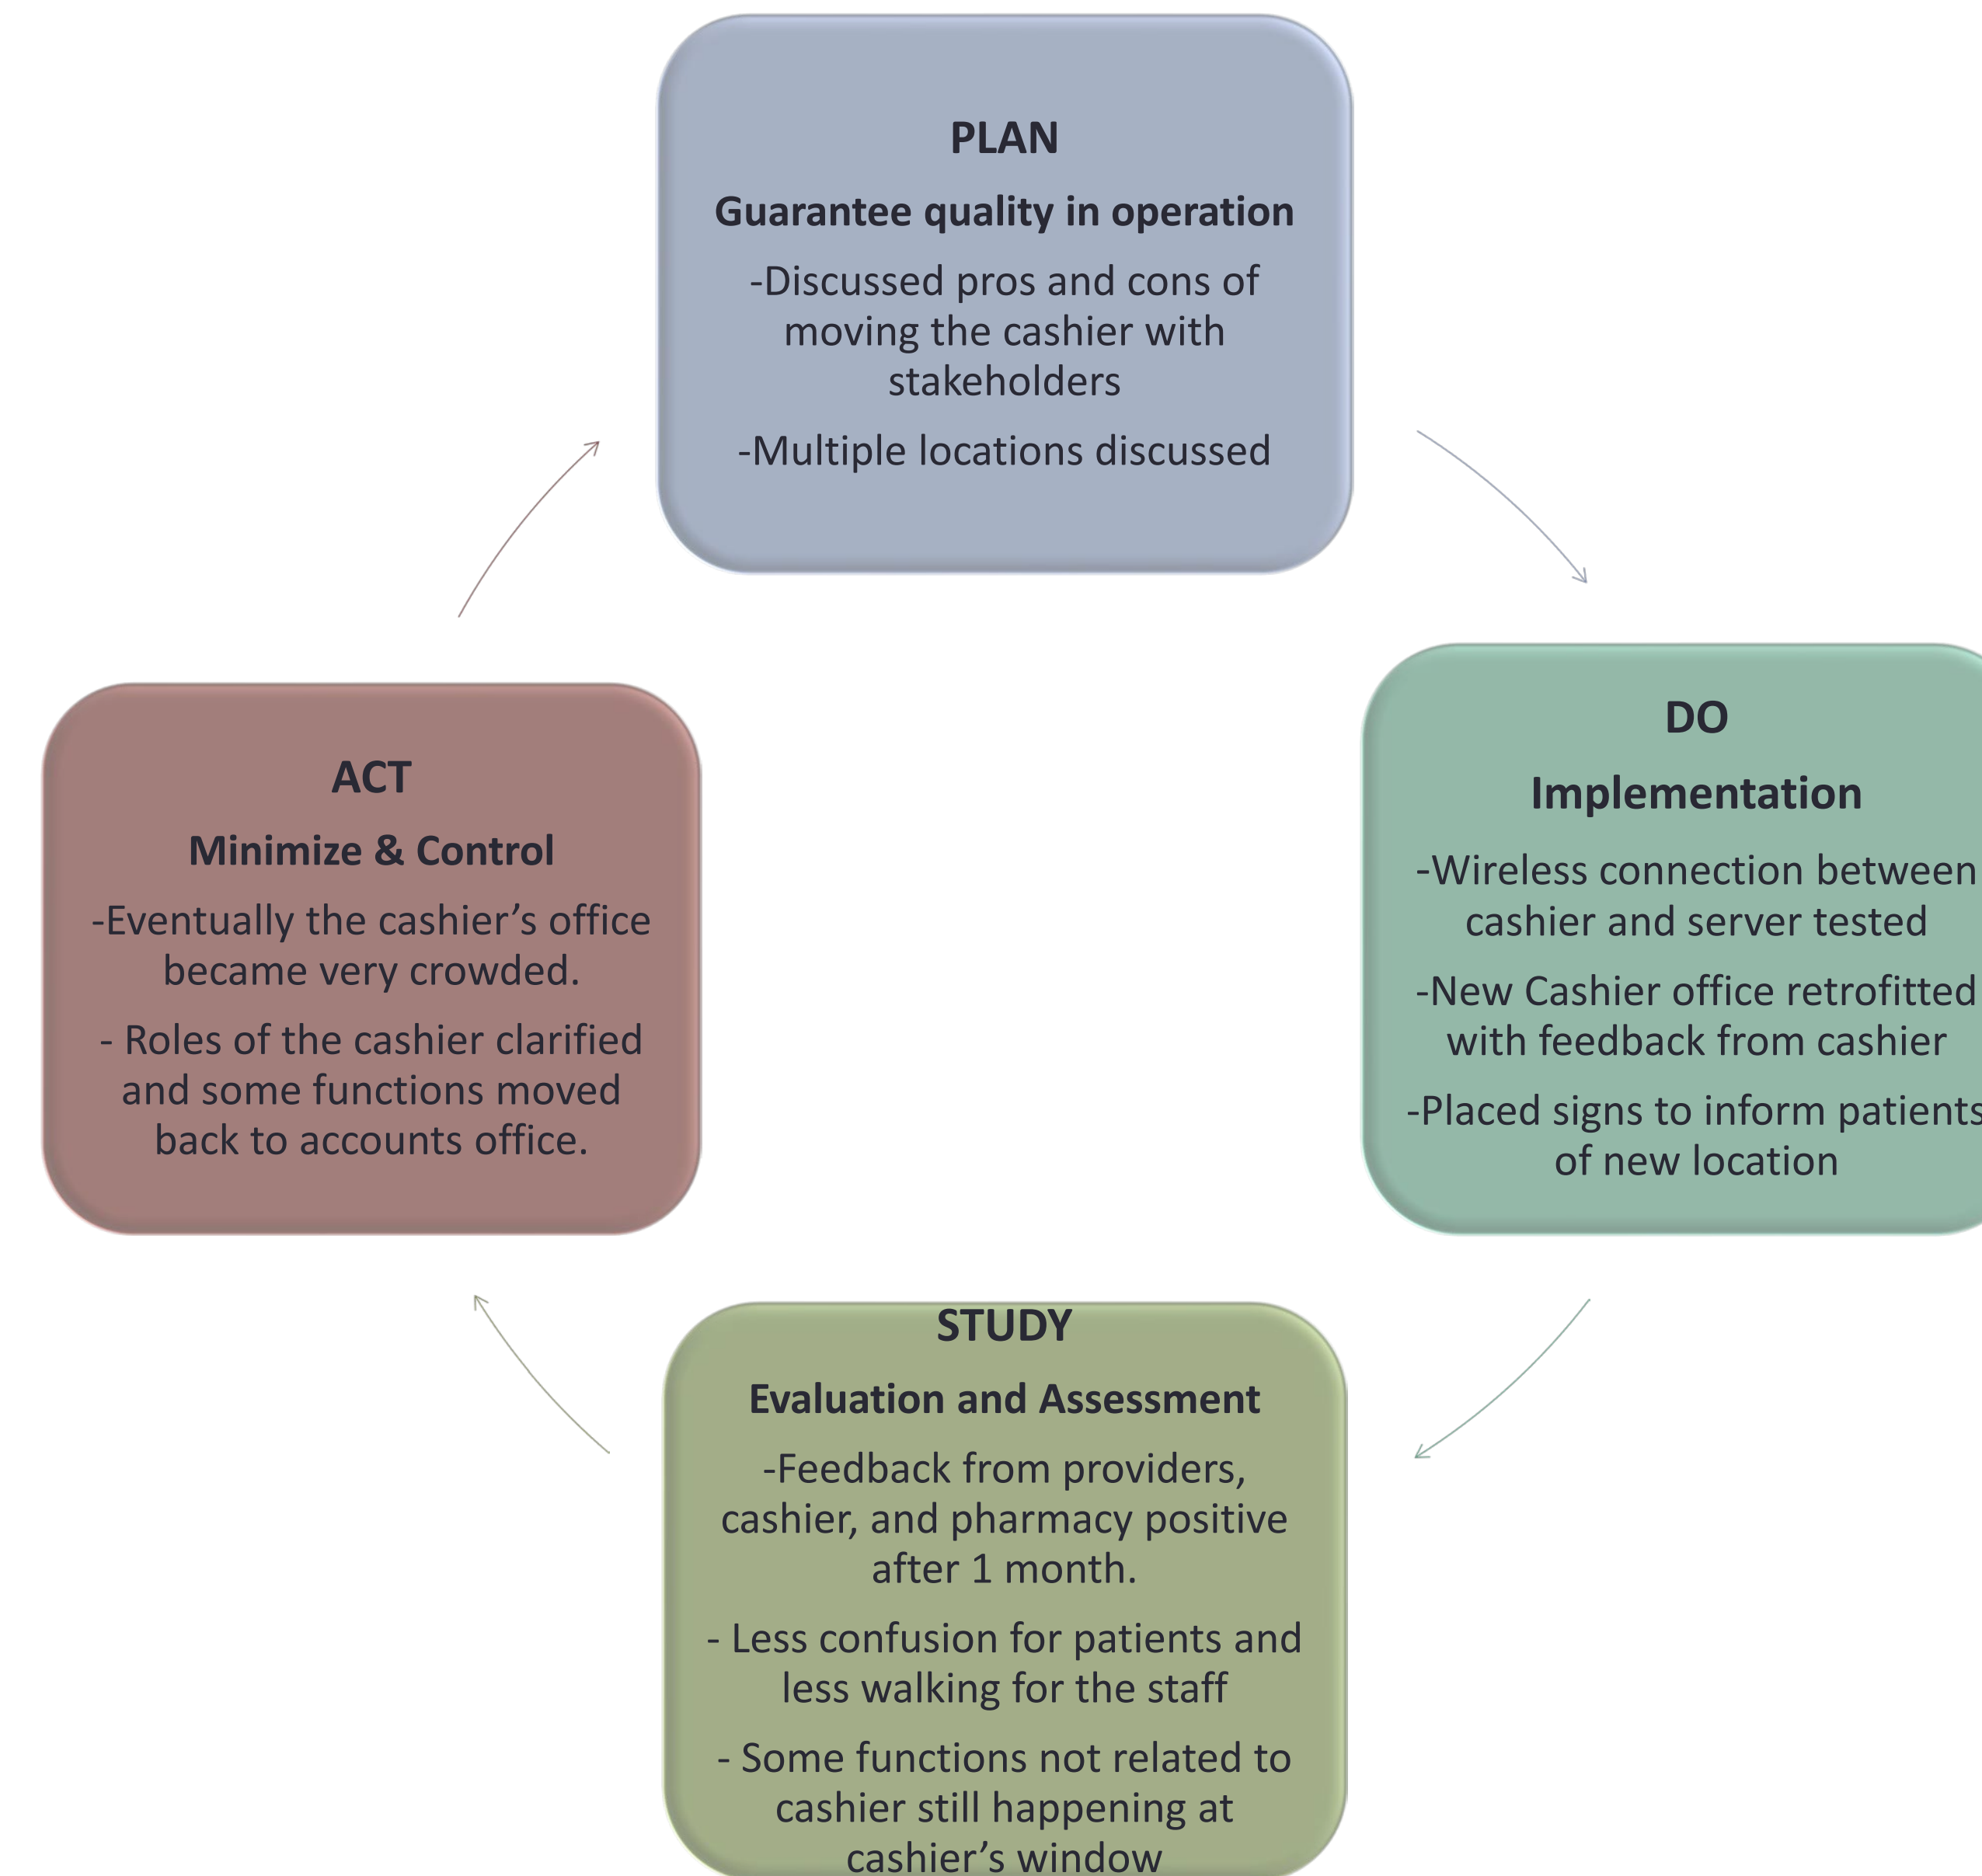 PLAN
Guarantee quality in operation
-Discussed pros and cons of
moving the cashier with
stakeholders
-Multiple locations discussed
DO
Implementation
-Wireless connection between
cashier and server tested
-New Cashier office retrofitted
with feedback from cashier
-Placed signs to inform patients
of new location
STUDY
Evaluation and Assessment
-Feedback from providers,
cashier, and pharmacy positive
after 1 month.
- Less confusion for patients and
less walking for the staff
- Some functions not related to
cashier still happening at
cashier’s window
ACT
Minimize & Control
-Eventually the cashier’s office
became very crowded.
- Roles of the cashier clarified
and some functions moved
back to accounts office.